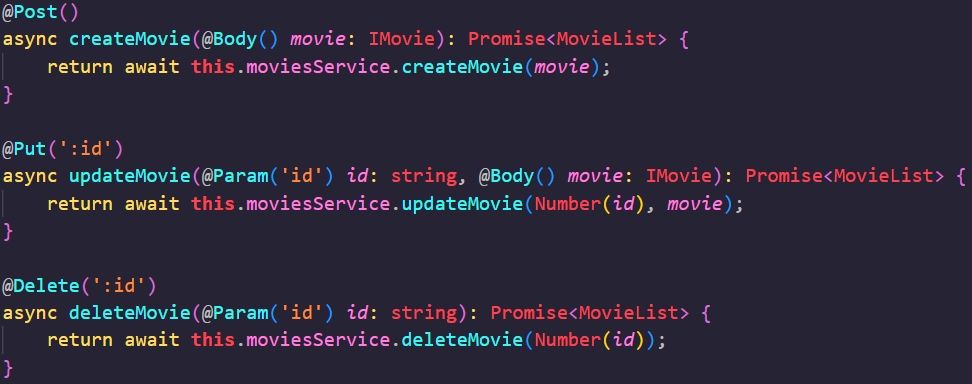 @Post()
async createMovie(@Body() movie: IMovie): Promise<MovieList> {
    return await this.moviesService.createMovie(movie);
}

@Put(':id')
async updateMovie(@Param('id') id: string, @Body() movie: IMovie): Promise<MovieList> {
    return await this.moviesService.updateMovie(Number(id), movie);
}

@Delete(':id')
async deleteMovie(@Param('id') id: string): Promise<MovieList> {
    return await this.moviesService.deleteMovie(Number(id));
}